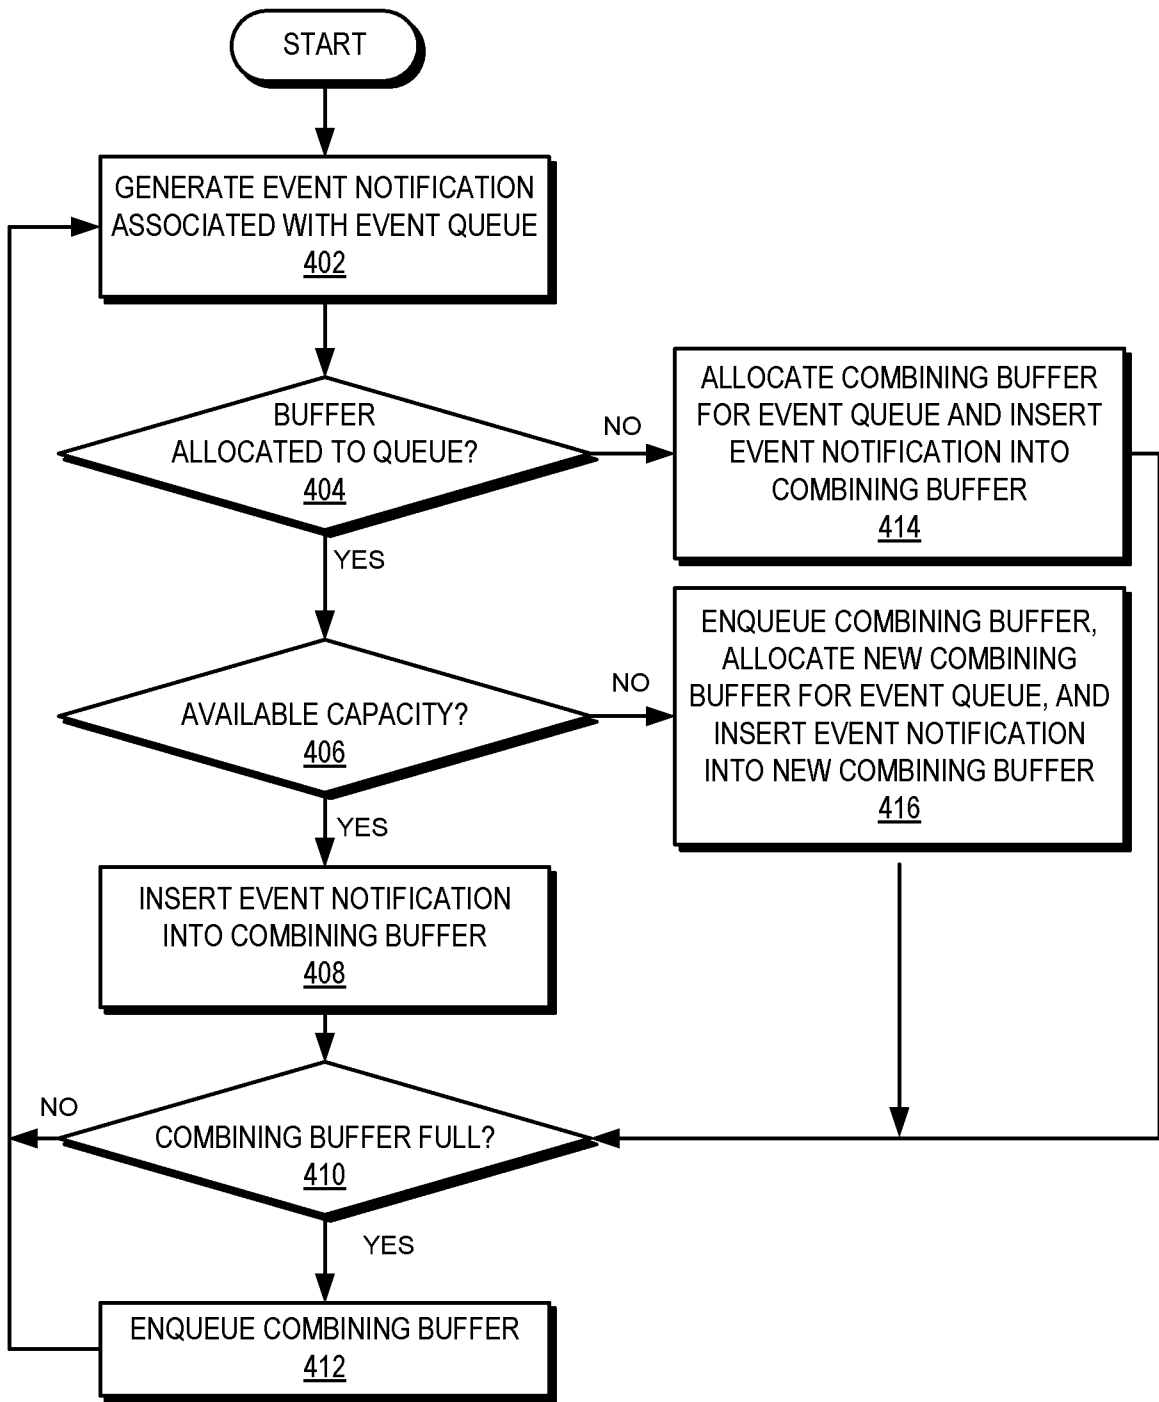 START
GENERATE EVENT NOTIFICATION
ASSOCIATED WITH EVENT QUEUE
402
BUFFER
ALLOCATED TO QUEUE?
404
NO
ALLOCATE COMBINING BUFFER
FOR EVENT QUEUE AND INSERT
EVENT NOTIFICATION INTO
COMBINING BUFFER
414
YES
AVAILABLE CAPACITY?
406
NO
ENQUEUE COMBINING BUFFER,
ALLOCATE NEW COMBINING
BUFFER FOR EVENT QUEUE, AND
INSERT EVENT NOTIFICATION
INTO NEW COMBINING BUFFER
416
YES
INSERT EVENT NOTIFICATION
INTO COMBINING BUFFER
408
NO
COMBINING BUFFER FULL?
410
YES
ENQUEUE COMBINING BUFFER
412